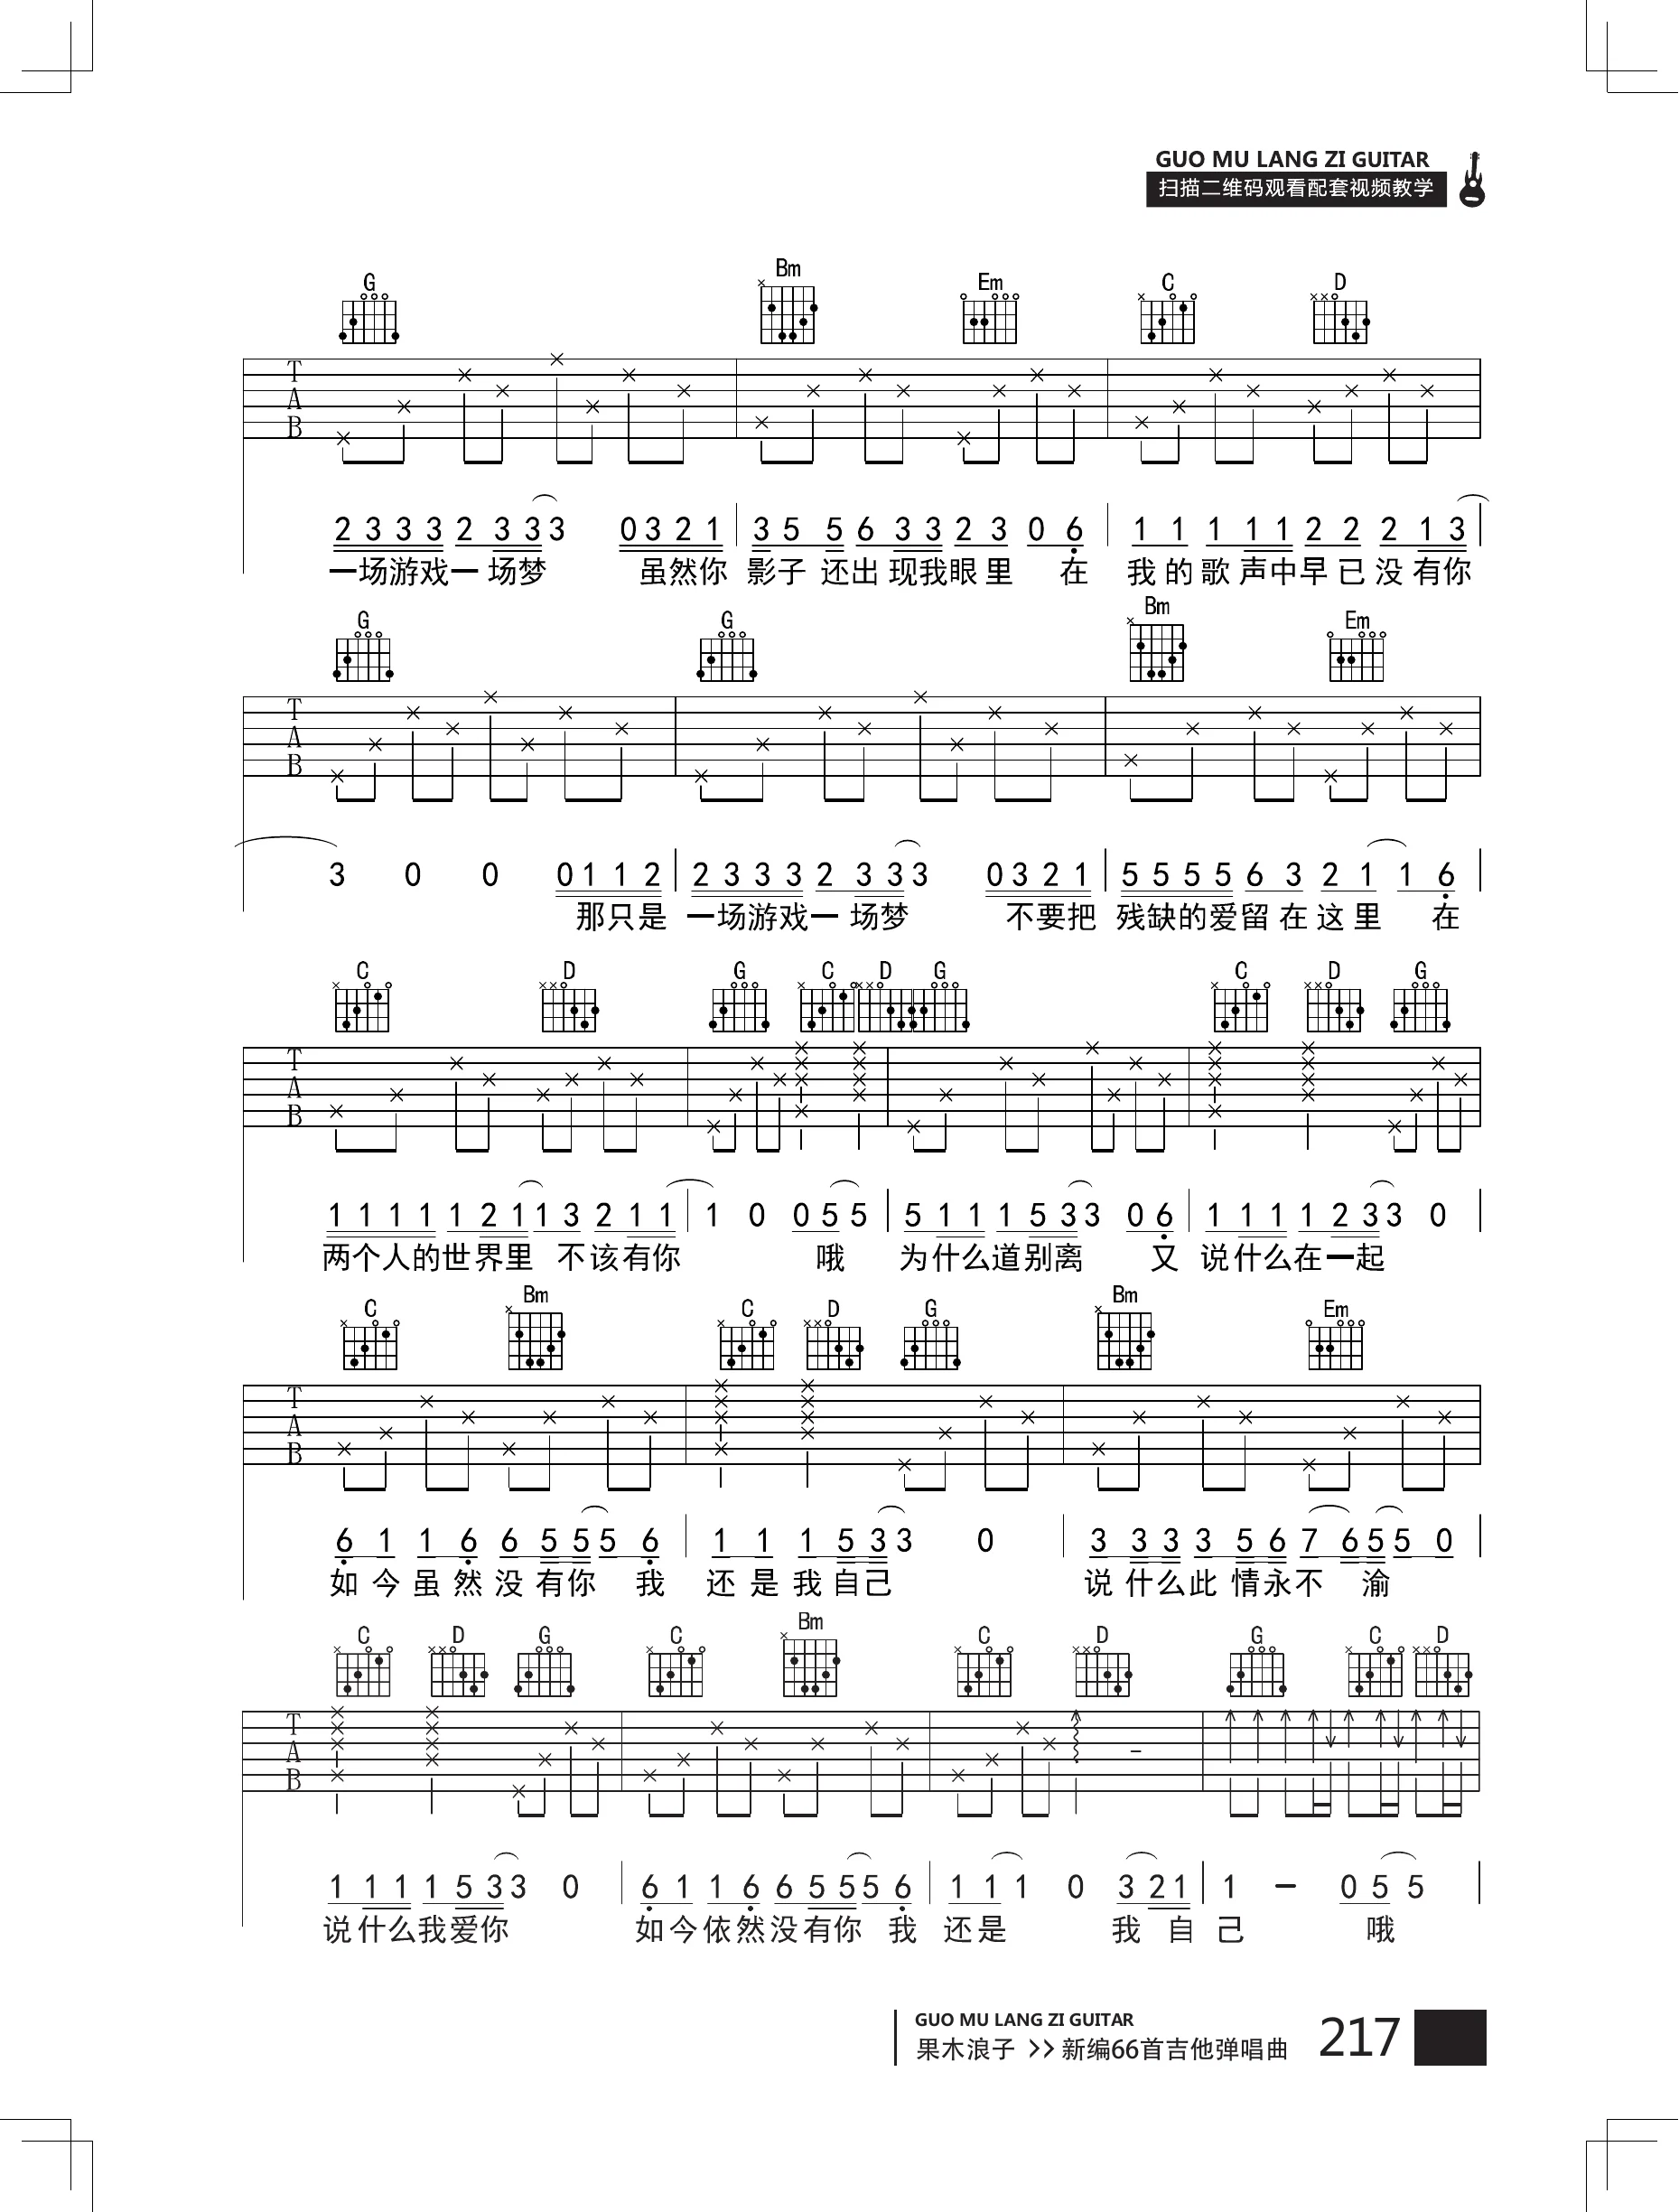 GUO MU LANG ZI GUITAR
扫描二维码观看配套视频教学
G Bm Em C D
T
A
B
2 3 3 3 2 3 3 3 0 3 2 1 3 5 5 6 3 3 2 3 0 6 1 1 1 1 1 2 2 2 1 3
一场游戏一 场梦 虽然你 影子 还出 现我眼里 在 我的歌 声中早已没 有你
G G Bm Em
T
A
B
3 0 0 0 1 1 2 2 3 3 3 2 3 3 3 0 3 2 1 5 5 5 5 6 3 2 1 1 6
那只是 一场游戏一 场梦 不要把 残缺的爱留在这里 在
C D G C D G C D G
T
A
B
1 1 1 1 1 2 1 1 3 2 1 1 1 0 0 5 5 5 1 1 1 5 3 3 0 6 1 1 1 1 2 3 3 0
两个人的世界里 不该有你 哦 为什么道别离 又 说什么在一起
C Bm C D G Bm Em
T
A
B
6 1 1 6 6 5 5 5 6 1 1 1 5 3 3 0 3 3 3 3 5 6 7 6 5 5 0
如今虽然没有你 我 还是我自己 说什么此情永不 渝
C D G C Bm C D G C D
T
A
B
1 1 1 1 5 3 3 0 6 1 1 6 6 5 5 5 6 1 1 1 0 3 2 1 1 – 0 5 5
说什么我爱你 如今依然没有你 我 还是 我 自 己 哦
GUO MU LANG ZI GUITAR
果木浪子 >> 新编66首吉他弹唱曲 217